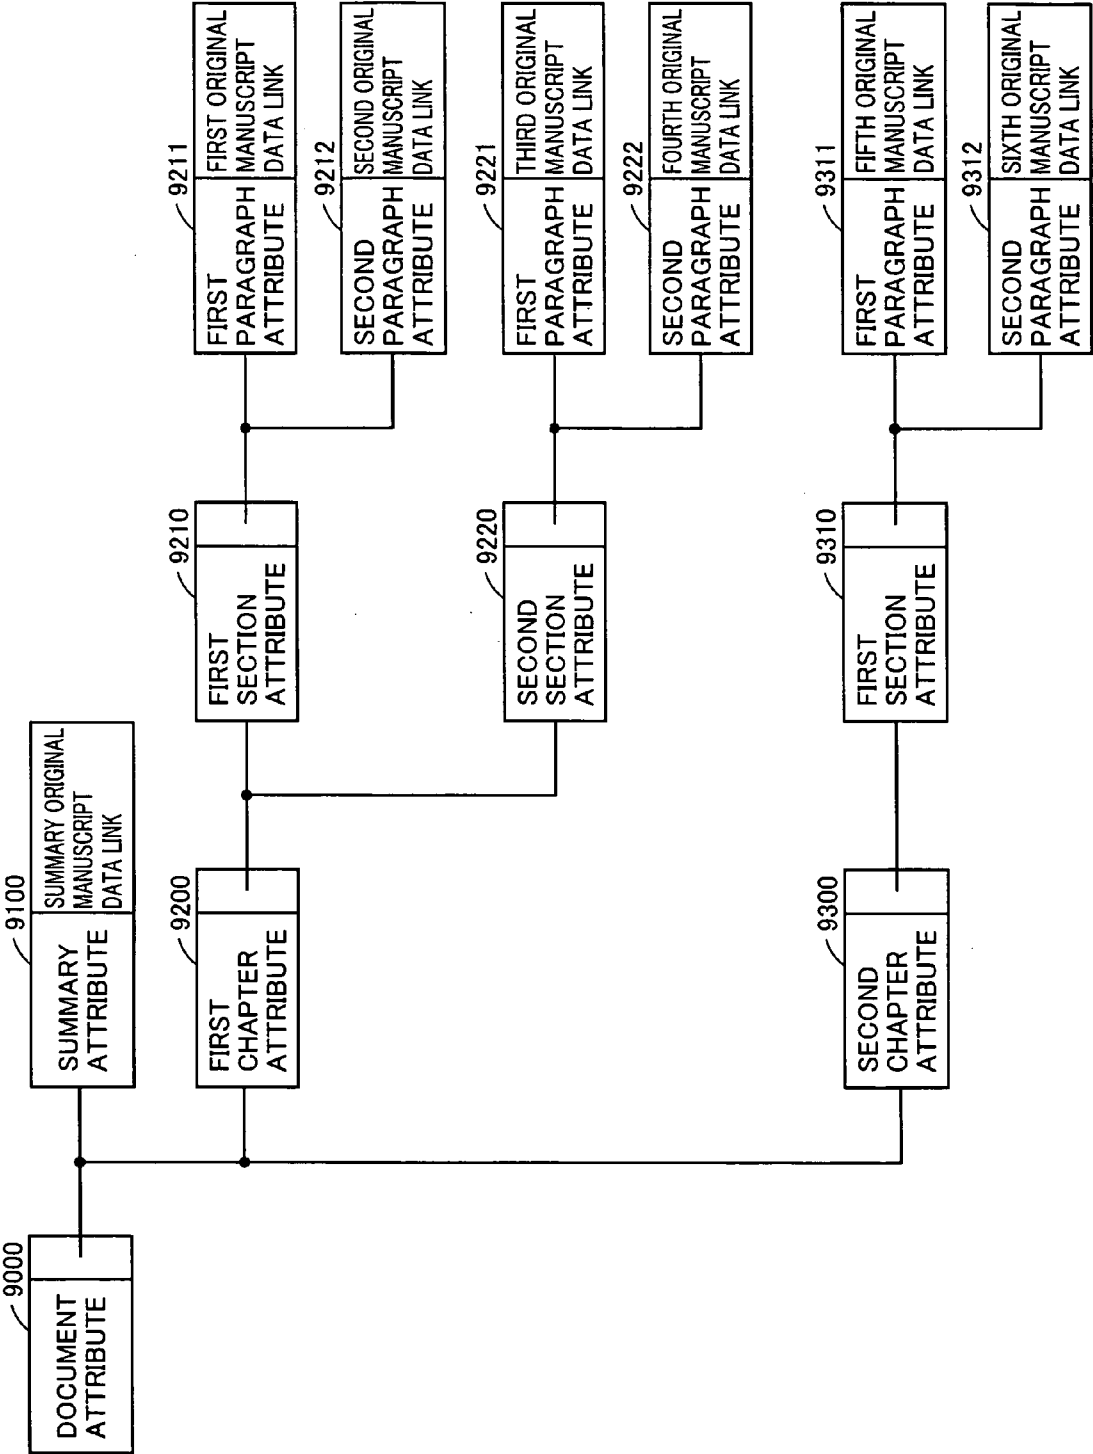 9000
DOCUMENT
ATTRIBUTE
9100
SUMMARY
ATTRIBUTE
SUMMARY ORIGINAL
MANUSCRIPT
DATA LINK
9200
FIRST
CHAPTER
ATTRIBUTE
9210
FIRST
SECTION
ATTRIBUTE
9211
FIRST
PARAGRAPH
ATTRIBUTE
FIRST ORIGINAL
MANUSCRIPT
DATA LINK
9212
SECOND
PARAGRAPH
ATTRIBUTE
SECOND ORIGINAL
MANUSCRIPT
DATA LINK
9220
SECOND
SECTION
ATTRIBUTE
9221
FIRST
PARAGRAPH
ATTRIBUTE
THIRD ORIGINAL
MANUSCRIPT
DATA LINK
9222
SECOND
PARAGRAPH
ATTRIBUTE
FOURTH ORIGINAL
MANUSCRIPT
DATA LINK
9300
SECOND
CHAPTER
ATTRIBUTE
9310
FIRST
SECTION
ATTRIBUTE
9311
FIRST
PARAGRAPH
ATTRIBUTE
FIFTH ORIGINAL
MANUSCRIPT
DATA LINK
9312
SECOND
PARAGRAPH
ATTRIBUTE
SIXTH ORIGINAL
MANUSCRIPT
DATA LINK